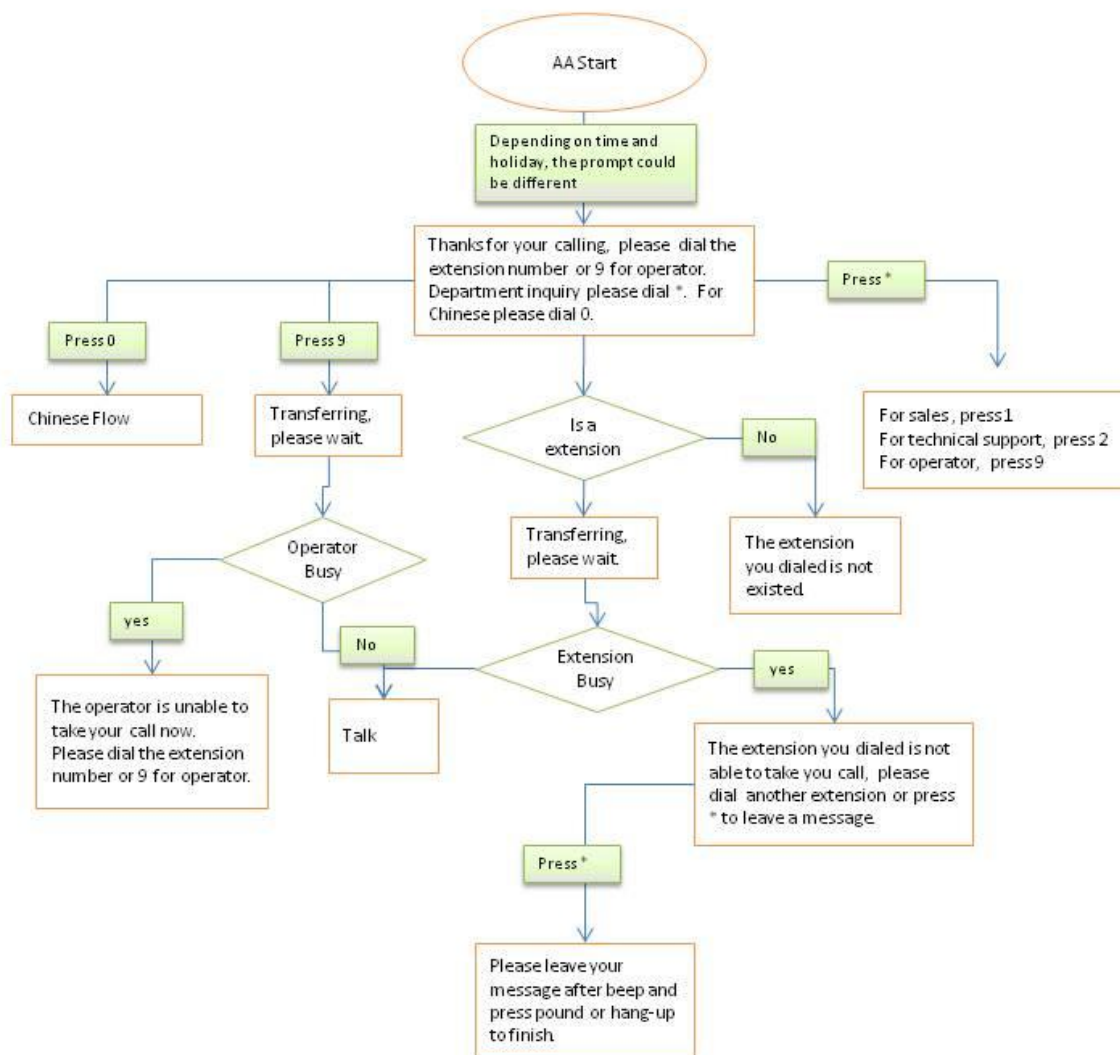 AA Start
Depending on time and
holiday, the prompt could
be different
Thanks for your calling, please dial the
extension number or 9 for operator.
Department inquiry please dial *. For
Chinese please dial 0.
Press *
Press 0
Press 9
Chinese Flow
Transferring,
please wait.
Is a
extension
No
For sales, press 1
For technical support, press 2
For operator, press 9
Operator
Busy
Transferring,
please wait.
The extension
you dialed is not
existed.
yes
No
Extension
Busy
yes
The operator is unable to
take your call now.
Please dial the extension
number or 9 for operator.
Talk
The extension you dialed is not
able to take you call, please
dial another extension or press
* to leave a message.
Press *
Please leave your
message after beep and
press pound or hang-up
to finish.